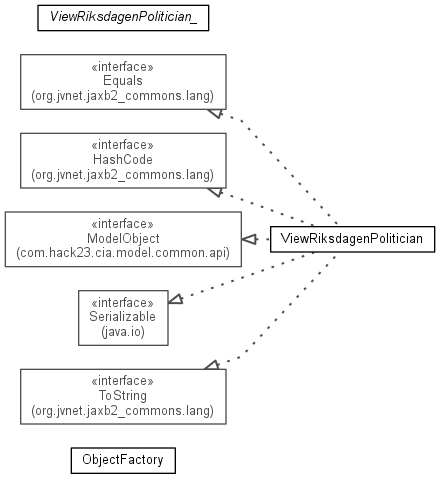 ViewRiksdagenPolitician_
«interface»
Equals
(org.jvnet.jaxb2_commons.lang)
«interface»
HashCode
(org.jvnet.jaxb2_commons.lang)
«interface»
ModelObject
(com.hack23.cia.model.common.api)
ViewRiksdagenPolitician
«interface»
Serializable
(java.io)
«interface»
ToString
(org.jvnet.jaxb2_commons.lang)
ObjectFactory